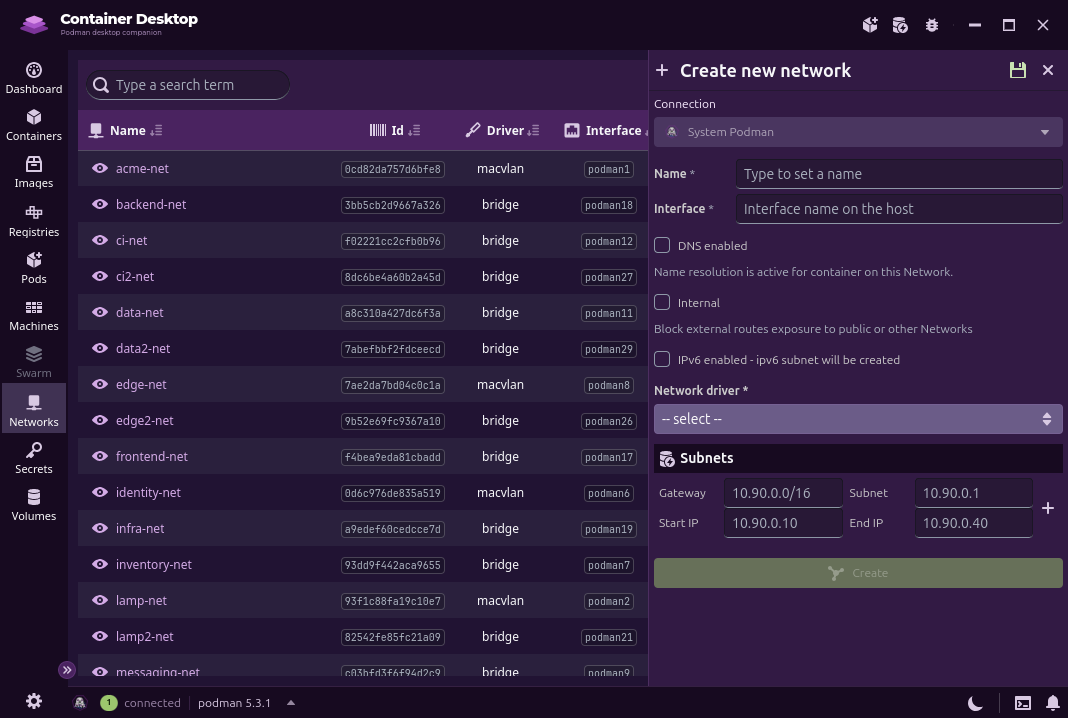 Container Desktop
Podman desktop companion
Dashboard
Containers
Images
Registries
Pods
Machines
Swarm
Networks
Secrets
Volumes
Type a search term
Name Id Driver Interface
acme-net 0cd82da757d6bfe8 macvlan podman1
backend-net 3bb5cb2d9667a326 bridge podman18
ci-net f02221cc2cfb0b96 bridge podman12
ci2-net 8dc6be4a60b2a45d bridge podman27
data-net a8c310a427dc6f3a bridge podman11
data2-net 7abefbbf2fdceecd bridge podman29
edge-net 7ae2da7bd04c0c1a macvlan podman8
edge2-net 9b52e69fc9367a10 bridge podman26
frontend-net f4bea9eda81cbadd bridge podman17
identity-net 0d6c976de835a519 macvlan podman6
infra-net a9edef60cedcce7d bridge podman19
inventory-net 93dd9f442aca9655 bridge podman7
lamp-net 93f1c88fa19c10e7 macvlan podman2
lamp2-net 82542fe85fc21a09 bridge podman21
messaging-net c03bfd3f6f94d2c9 bridge podman9
Create new network
Connection
System Podman
Name * Type to set a name
Interface * Interface name on the host
DNS enabled
Name resolution is active for container on this Network.
Internal
Block external routes exposure to public or other Networks
IPv6 enabled - ipv6 subnet will be created
Network driver *
-- select --
Subnets
Gateway 10.90.0.0/16 Subnet 10.90.0.1
Start IP 10.90.0.10 End IP 10.90.0.40
Create
1 connected podman 5.3.1